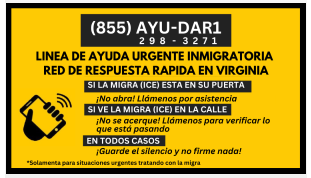 (855) AYU-DAR1
298-3271
LINEA DE AYUDA URGENTE INMIGRATORIA
RED DE RESPUESTA RAPIDA EN VIRGINIA
SI LA MIGRA (ICE) ESTA EN SU PUERTA
¡No abra! Llámenos por asistencia
SI VE LA MIGRA (ICE) EN LA CALLE
¡No se acerque! Llámenos para verificar lo
que está pasando
EN TODOS CASOS
¡Guarde el silencio y no firme nada!
*Solamenta para situaciones urgentes tratando con la migra